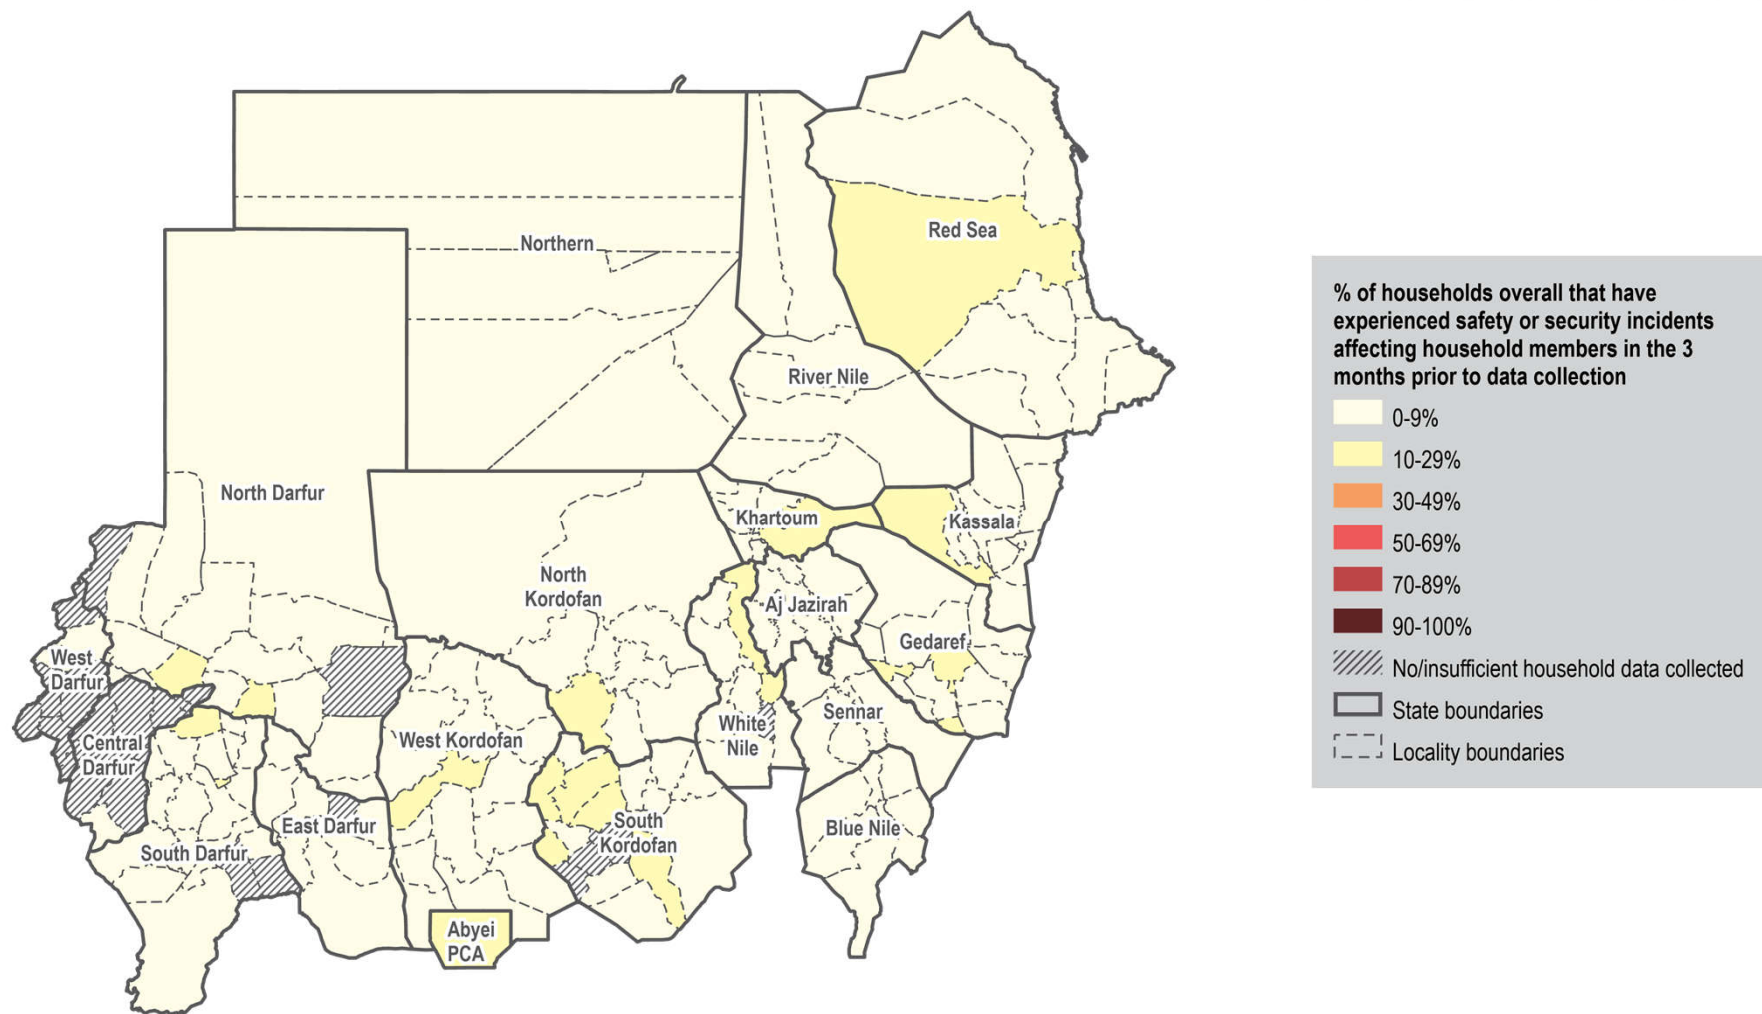 Red Sea
Northern
River Nile
North Darfur
Khartoum
Kassala
North
Kordofan
Aj Jazirah
Gedaref
West
Darfur
White
Nile
Sennar
West Kordofan
Central
Darfur
South
Kordofan
East Darfur
Blue Nile
South Darfur
Abyei
PCA
% of households overall that have
experienced safety or security incidents
affecting household members in the 3
months prior to data collection
0-9%
10-29%
30-49%
50-69%
70-89%
90-100%
No/insufficient household data collected
State boundaries
Locality boundaries